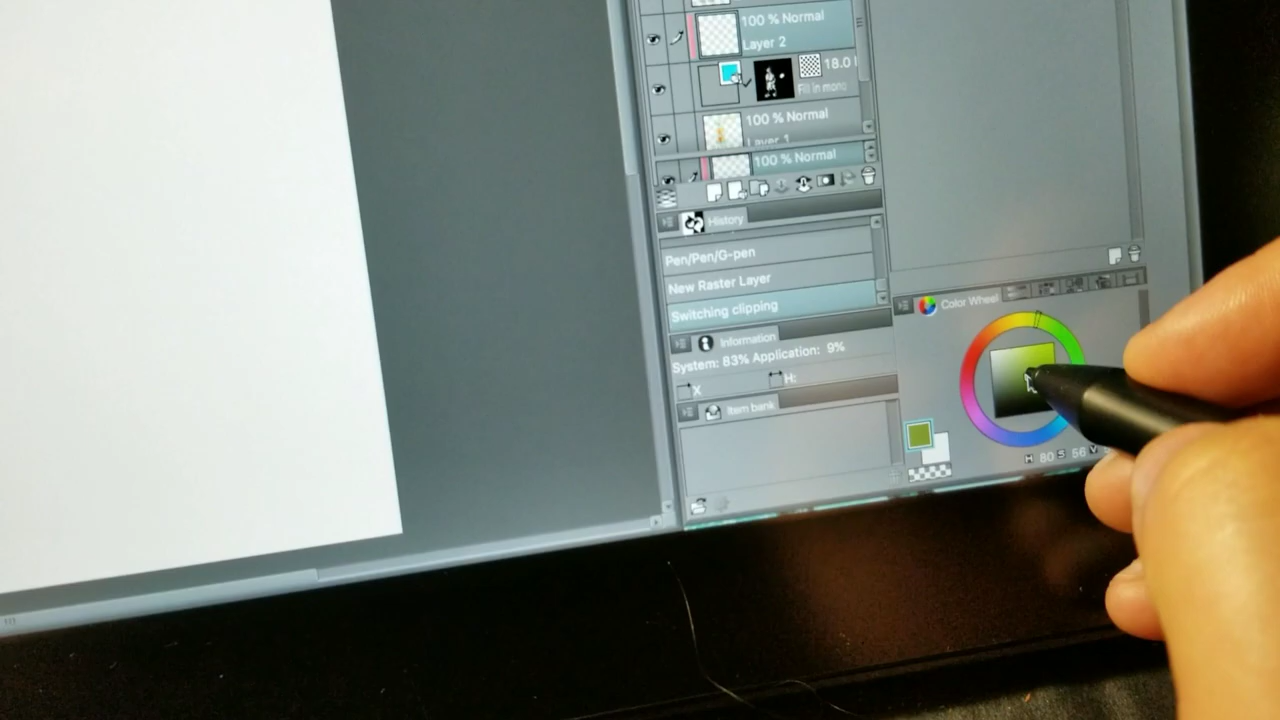 100 % Normal
Layer 2
18.0
Fill in mono
100 % Normal
Layer 1
100 % Normal
History
Pen/Pen/G-pen
New Raster Layer
Switching clipping
Information
System: 83% Application: 9%
X
H:
Item bank
Color Wheel
H 80 S 56 V